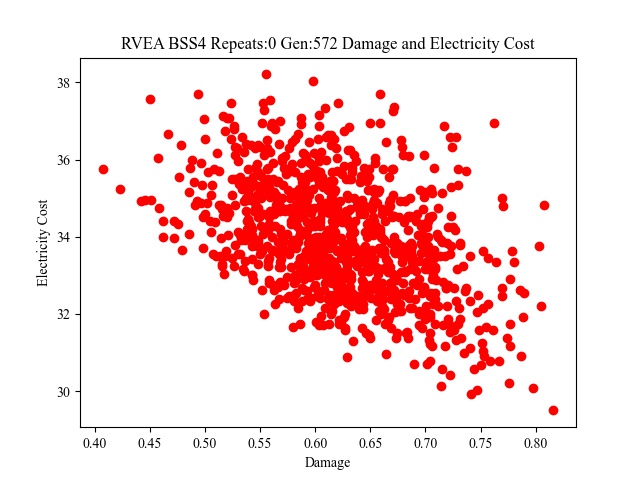 RVEA BSS4 Repeats:0 Gen:572 Damage and Electricity Cost
38
36
34
32
30
Electricity Cost
0.40 0.45 0.50 0.55 0.60 0.65 0.70 0.75 0.80
Damage